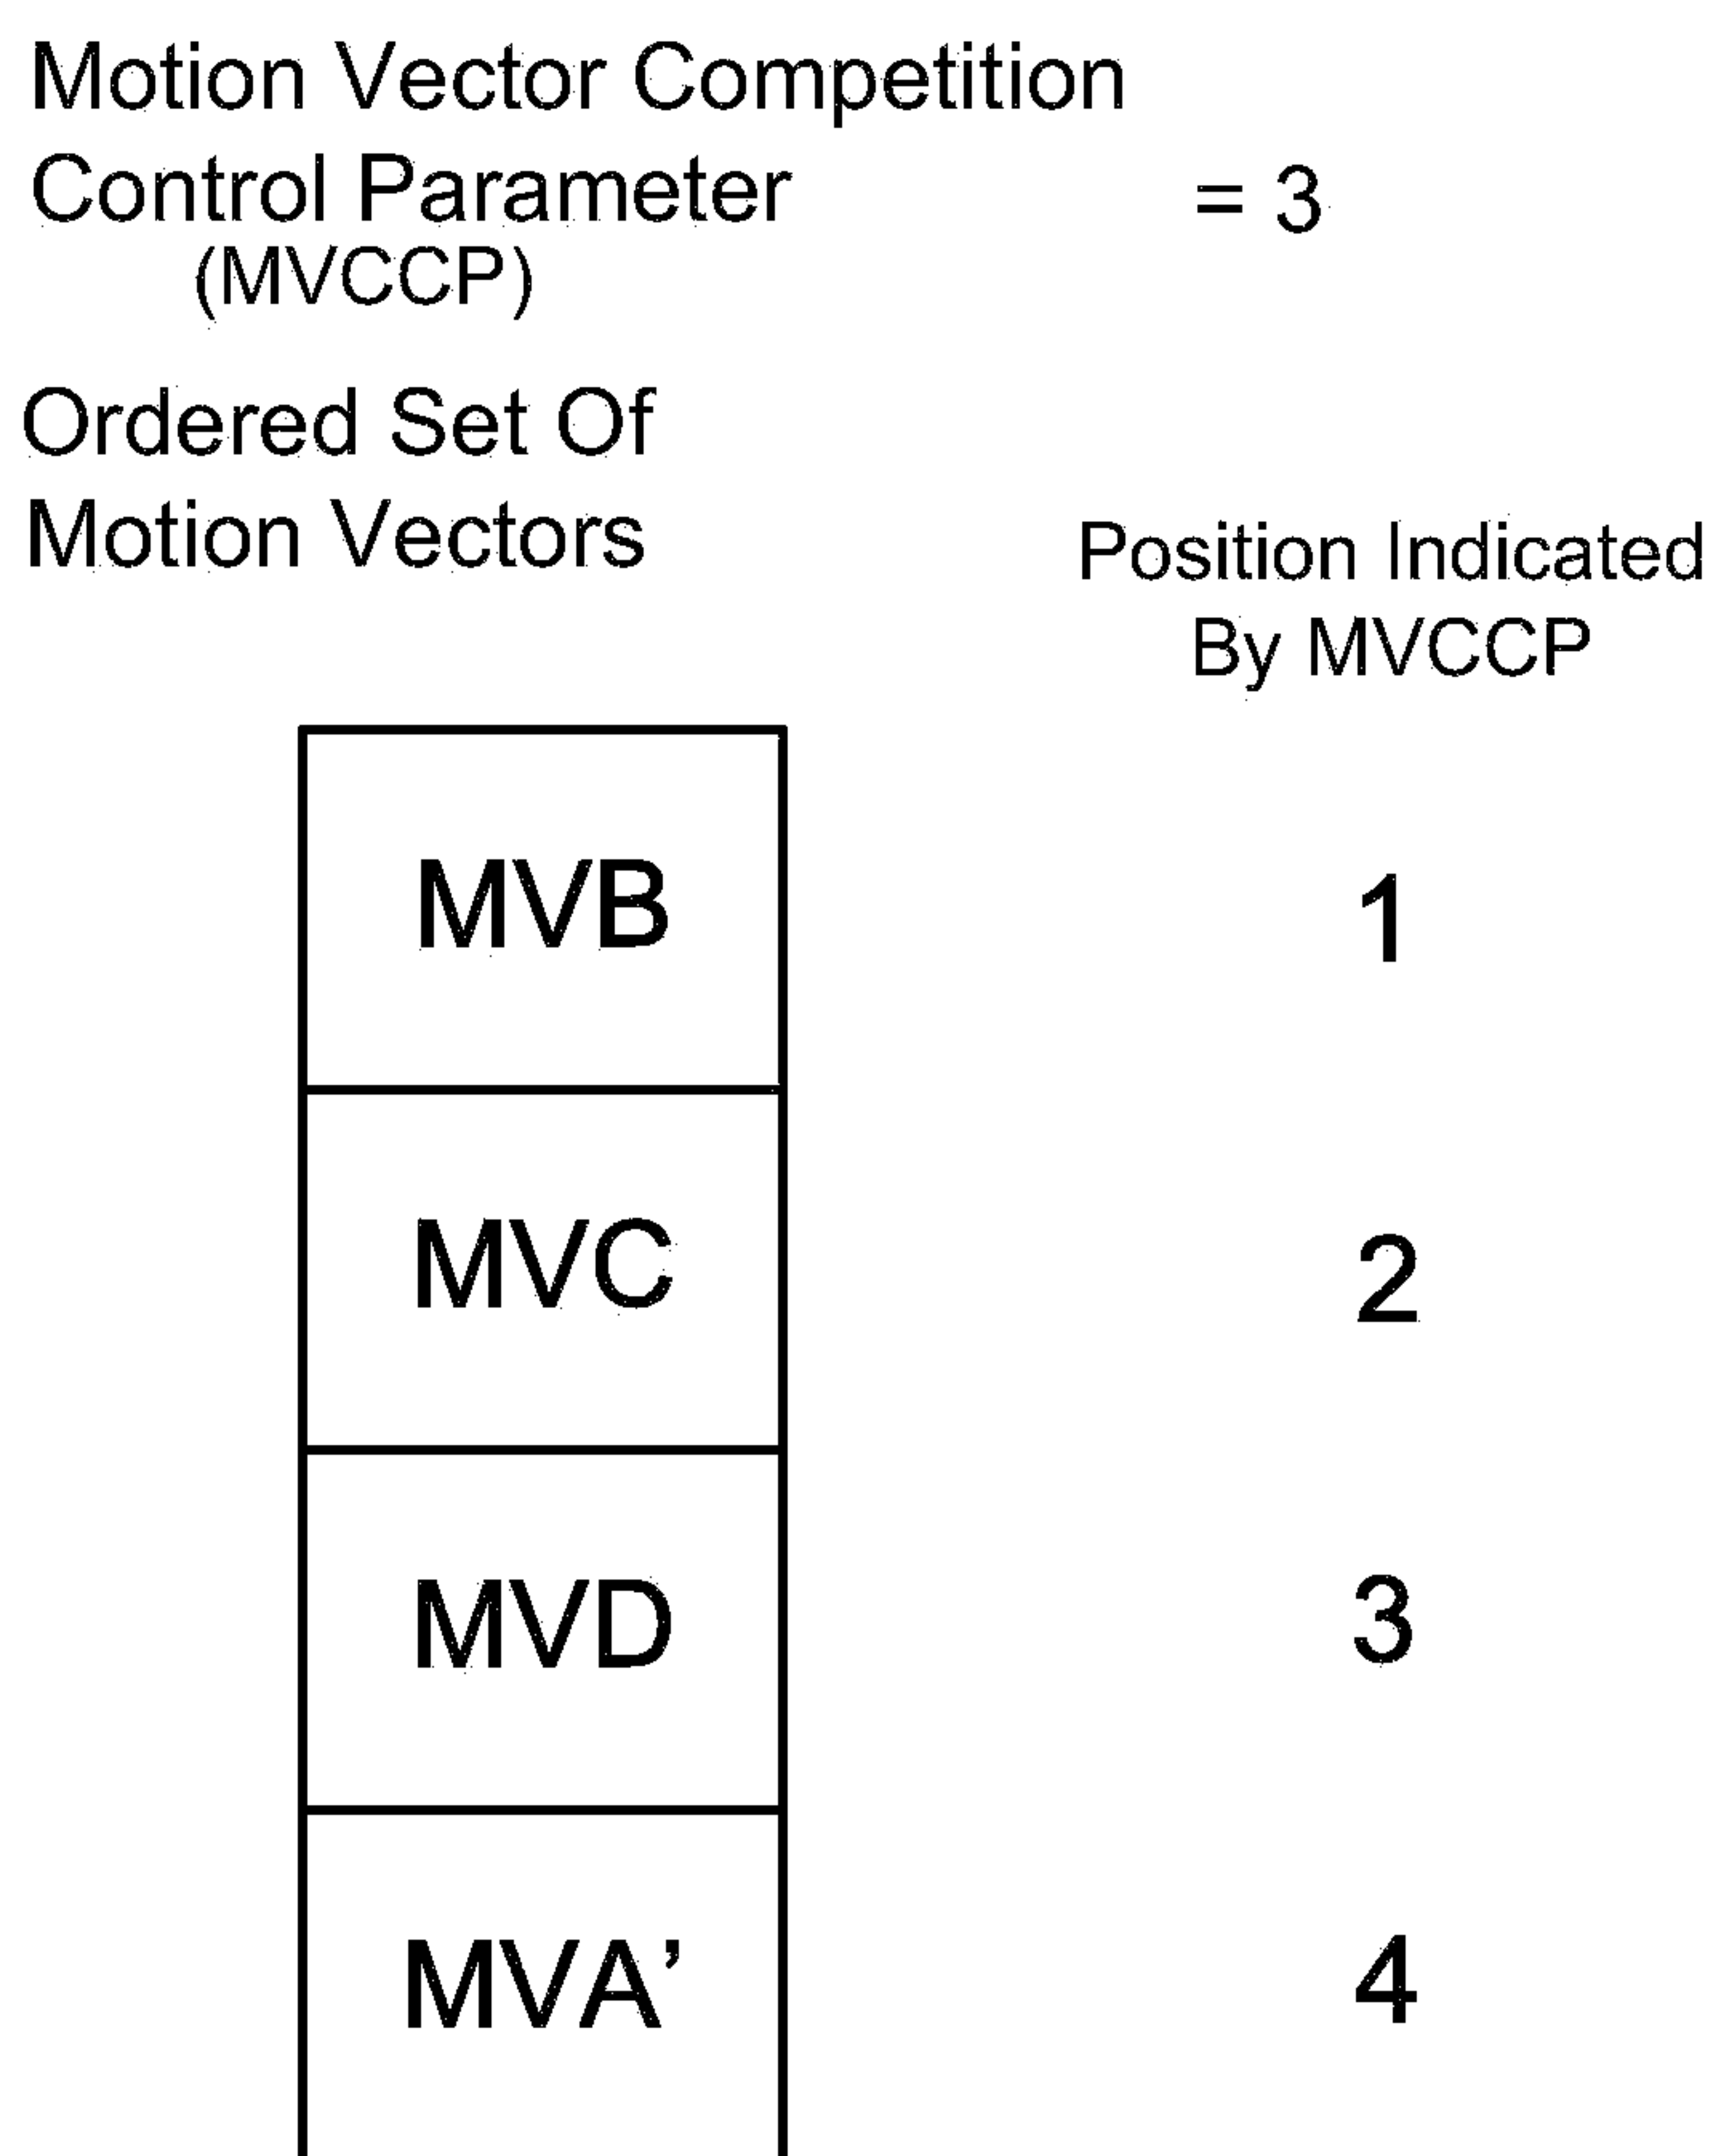 Motion Vector Competition
Control Parameter = 3
(MVCCP)
Ordered Set Of
Motion Vectors
Position Indicated
By MVCCP
MVB 1
MVC 2
MVD 3
MVA’ 4